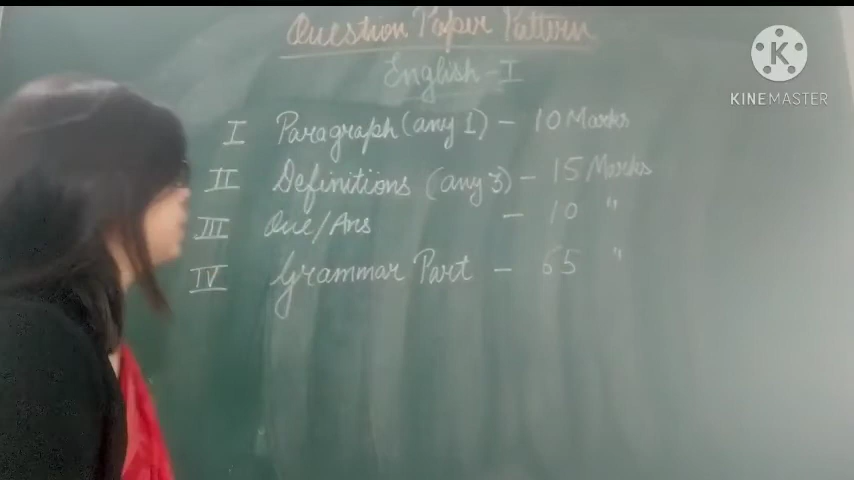 Question Paper Pattern
English-I
I Paragraph (any 1) - 10 Marks
II Definitions (any 3) - 15 Marks
III Que/Ans - 10 "
IV Grammar Part - 65 "
K
KINEMASTER